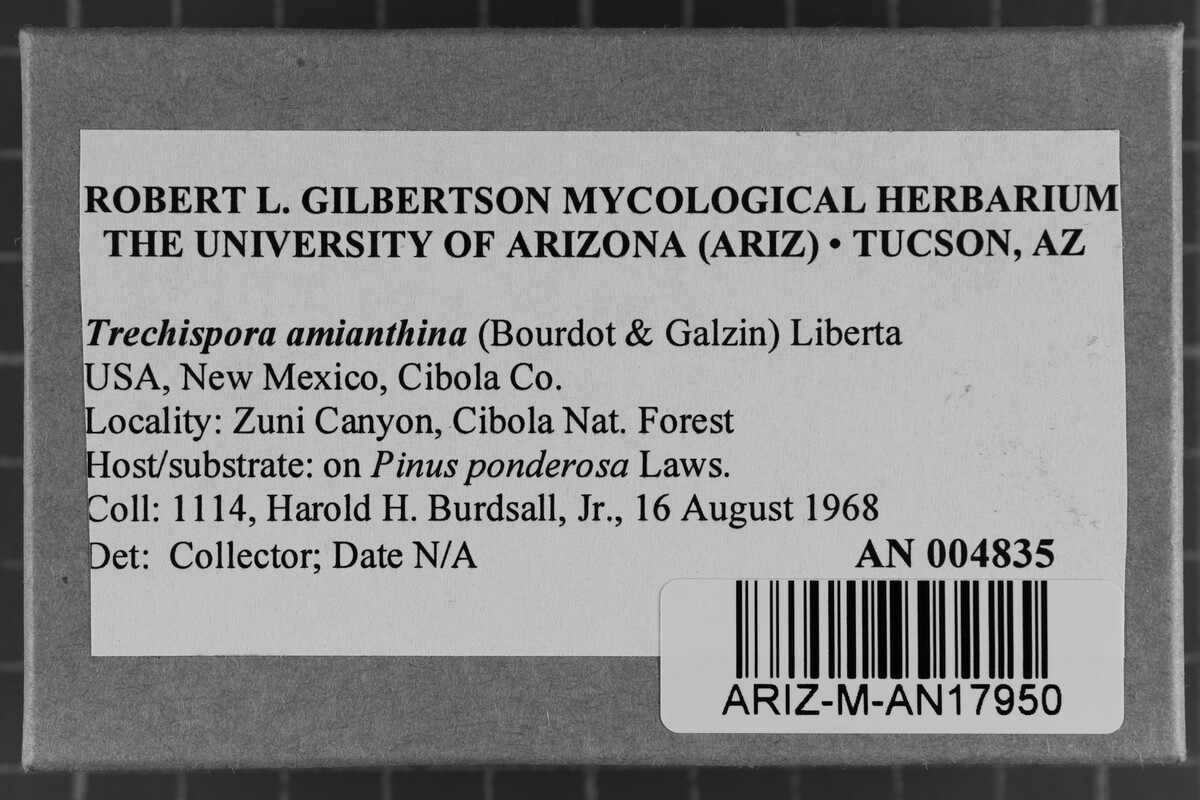 ROBERT L. GILBERTSON MYCOLOGICAL HERBARIUM
THE UNIVERSITY OF ARIZONA (ARIZ) • TUCSON, AZ
Trechispora amianthina (Bourdot & Galzin) Liberta
USA, New Mexico, Cibola Co.
Locality: Zuni Canyon, Cibola Nat. Forest
Host/substrate: on Pinus ponderosa Laws.
Coll: 1114, Harold H. Burdsall, Jr., 16 August 1968
Det: Collector; Date N/A
AN 004835
ARIZ-M-AN17950